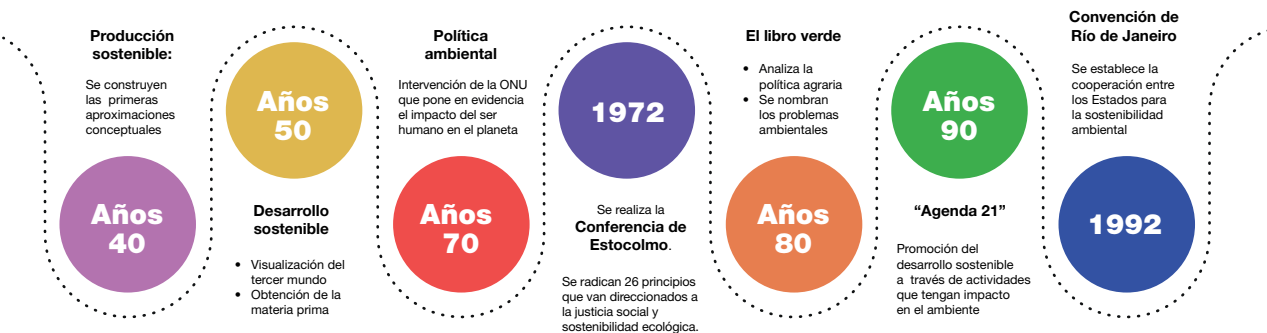 Producción
sostenible:
Se construyen
las primeras
aproximaciones
conceptuales
Años
40
Años
50
Desarrollo
sostenible
• Visualización del
tercer mundo
• Obtención de la
materia prima
Política
ambiental
Intervención de la ONU
que pone en evidencia
el impacto del ser
humano en el planeta
Años
70
1972
Se realiza la
Conferencia de
Estocolmo.
Se radican 26 principios
que van direccionados a
la justicia social y
sostenibilidad ecológica.
El libro verde
• Analiza la
política agraria
• Se nombran
los problemas
ambientales
Años
80
Años
90
“Agenda 21”
Promoción del
desarrollo sostenible
a través de actividades
que tengan impacto
en el ambiente
Convención de
Río de Janeiro
Se establece la
cooperación entre
los Estados para
la sostenibilidad
ambiental
1992